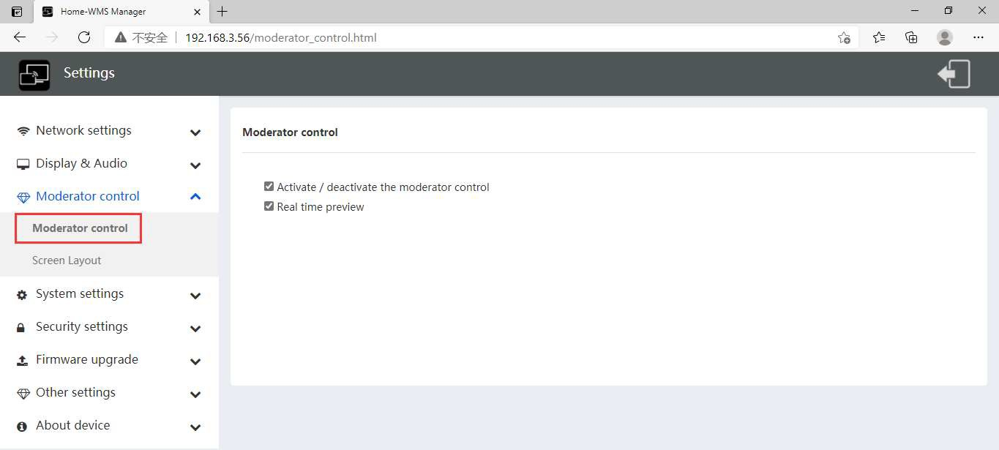 Home-WMS Manager
不安全 192.168.3.56/moderator_control.html
Settings
Network settings
Display & Audio
Moderator control
Moderator control
Screen Layout
System settings
Security settings
Firmware upgrade
Other settings
About device
Moderator control
Activate / deactivate the moderator control
Real time preview